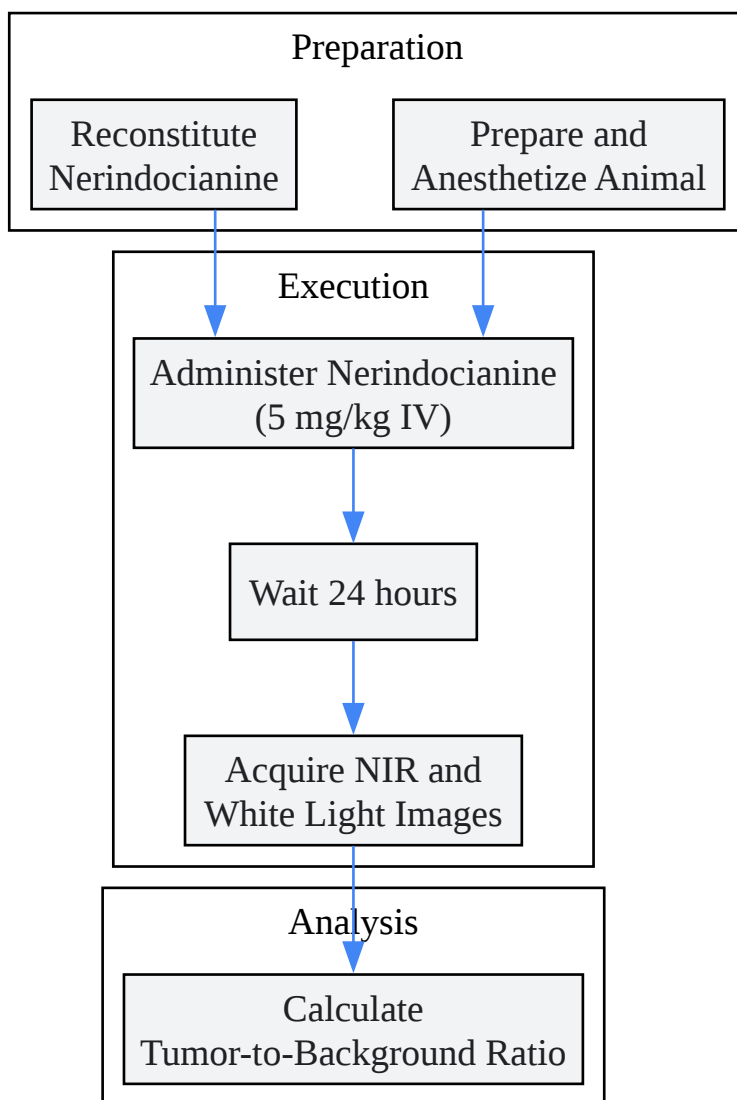 Preparation
Reconstitute
Nerindocianine
Prepare and
Anesthetize Animal
Execution
Administer Nerindocianine
(5 mg/kg IV)
Wait 24 hours
Acquire NIR and
White Light Images
Analysis
Calculate
Tumor-to-Background Ratio